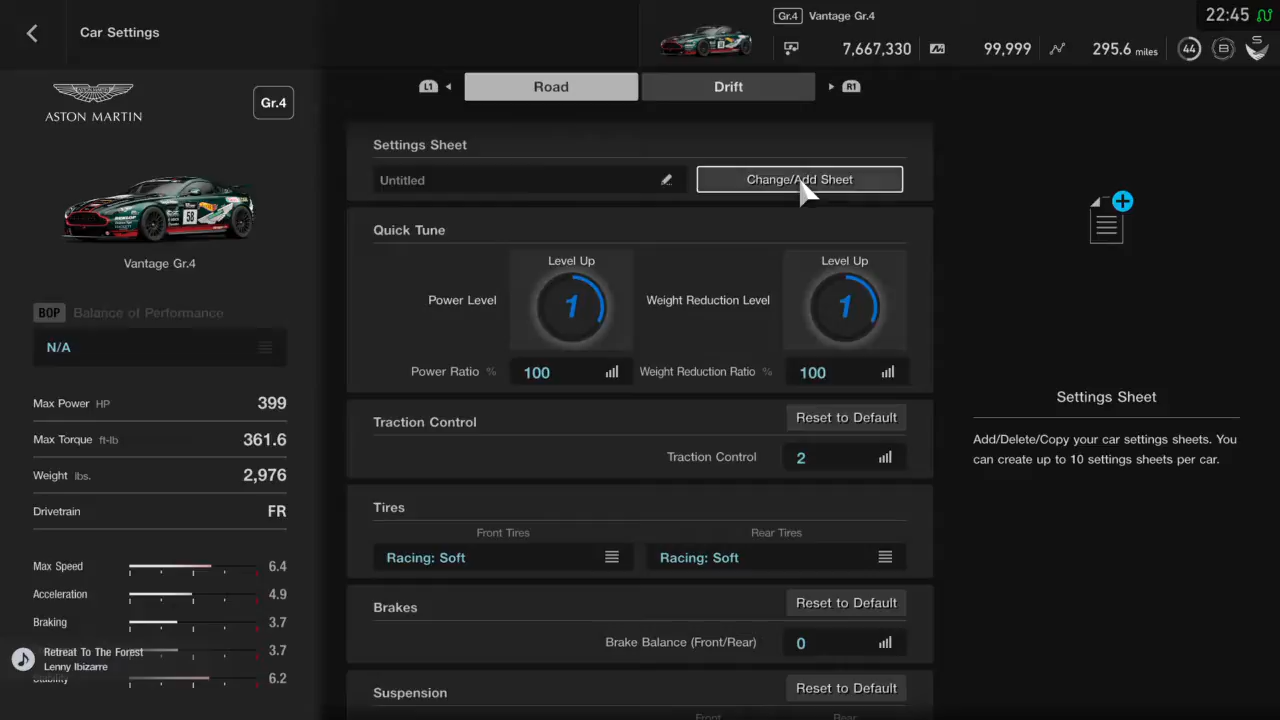 Car Settings
Gr.4 Vantage Gr.4
22:45
7,667,330 99,999 295.6 miles 44 B S
L1 Road Drift R1
ASTON MARTIN
Gr.4
58
Vantage Gr.4
BOP Balance of Performance
N/A
Max Power HP 399
Max Torque ft-lb 361.6
Weight lbs. 2,976
Drivetrain FR
Max Speed 6.4
Acceleration 4.9
Braking 3.7
3.7
Stability 6.2
Retreat To The Forest
Lenny Ibizarre
Settings Sheet
Untitled Change/Add Sheet
Quick Tune
Level Up Level Up
Power Level 1 Weight Reduction Level 1
Power Ratio % 100 Weight Reduction Ratio % 100
Traction Control Reset to Default
Traction Control 2
Tires
Front Tires Rear Tires
Racing: Soft Racing: Soft
Brakes Reset to Default
Brake Balance (Front/Rear) 0
Suspension Reset to Default
Front Rear
Settings Sheet
Add/Delete/Copy your car settings sheets. You
can create up to 10 settings sheets per car.